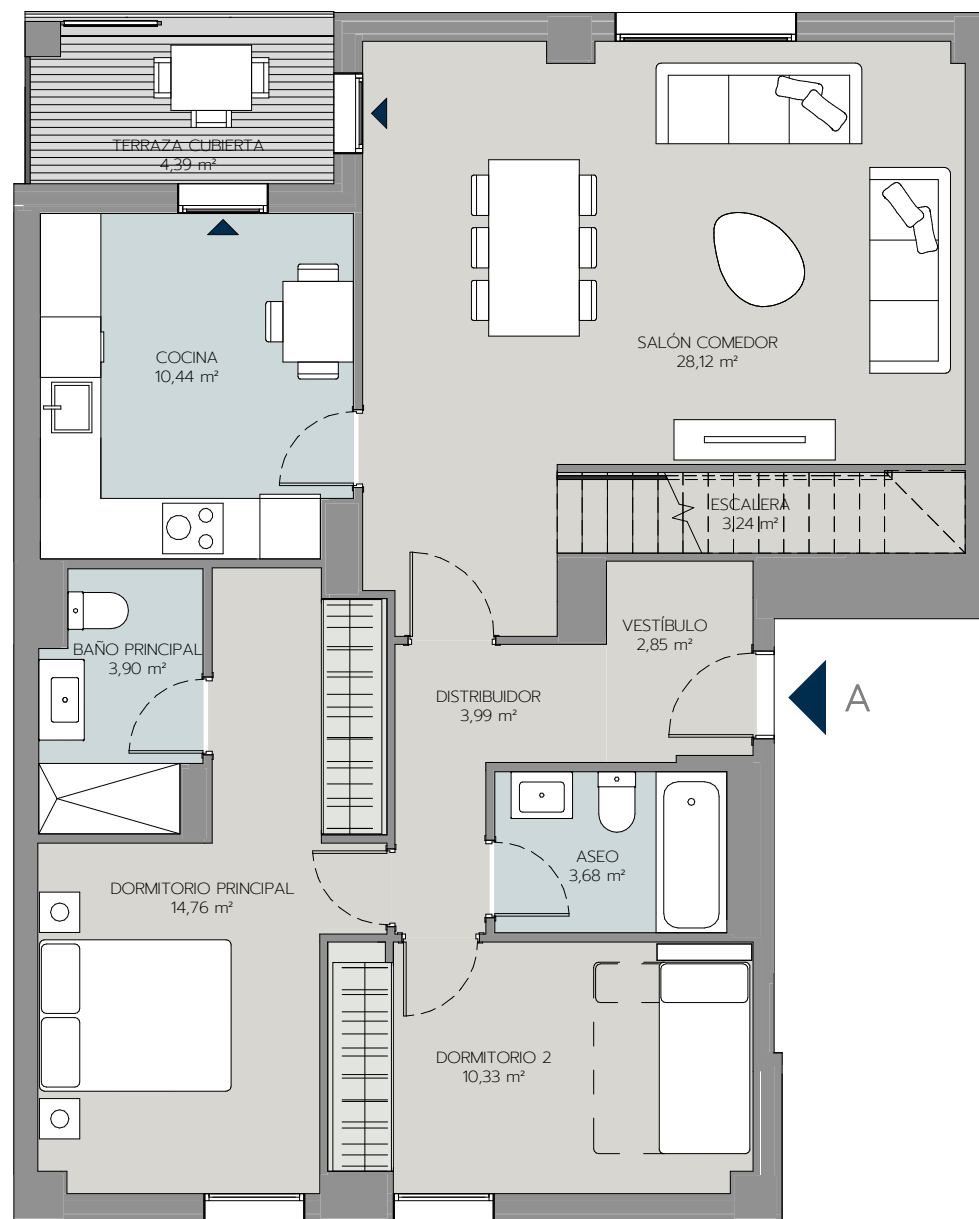 TERRAZA CUBIERTA
4,39 m²
COCINA
10,44 m²
SALÓN COMEDOR
28,12 m²
ESCALERA
3,24 m²
BAÑO PRINCIPAL
3,90 m²
VESTÍBULO
2,85 m²
DISTRIBUIDOR
3,99 m²
A
ASEO
3,68 m²
DORMITORIO PRINCIPAL
14,76 m²
DORMITORIO 2
10,33 m²